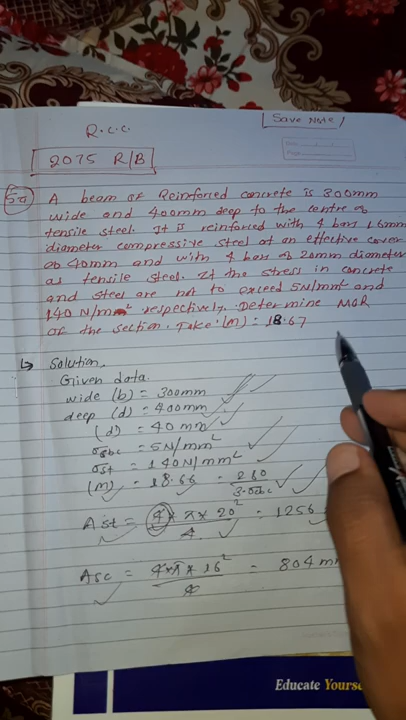 Save Note
R.C.C.
Date
Page
2075 R/B
5a) A beam of Reinforced concrete is 300mm
wide and 400mm deep to the centre of
tensile steel. It is reinforced with 4 bars 16mm
diameter compressive steel at an effective cover
of 40mm and with 4 bars of 20mm diameter
as tensile steel. If the stress in concrete
and steel are not to exceed 5N/mm² and
140 N/mm² respectively. Determine MOR
of the section. Take (m) = 18.67
↳ Solution,
Given data.
wide (b) = 300mm
deep (d) = 400mm
(d) = 40mm
σcbc = 5N/mm²
σst = 140N/mm²
(m) = 18.66 = 280/3.σcbc
Ast = 4 × π × 20²/4 = 1256
Asc = 4×π × 16²/4 = 804 m
Educate Yourse